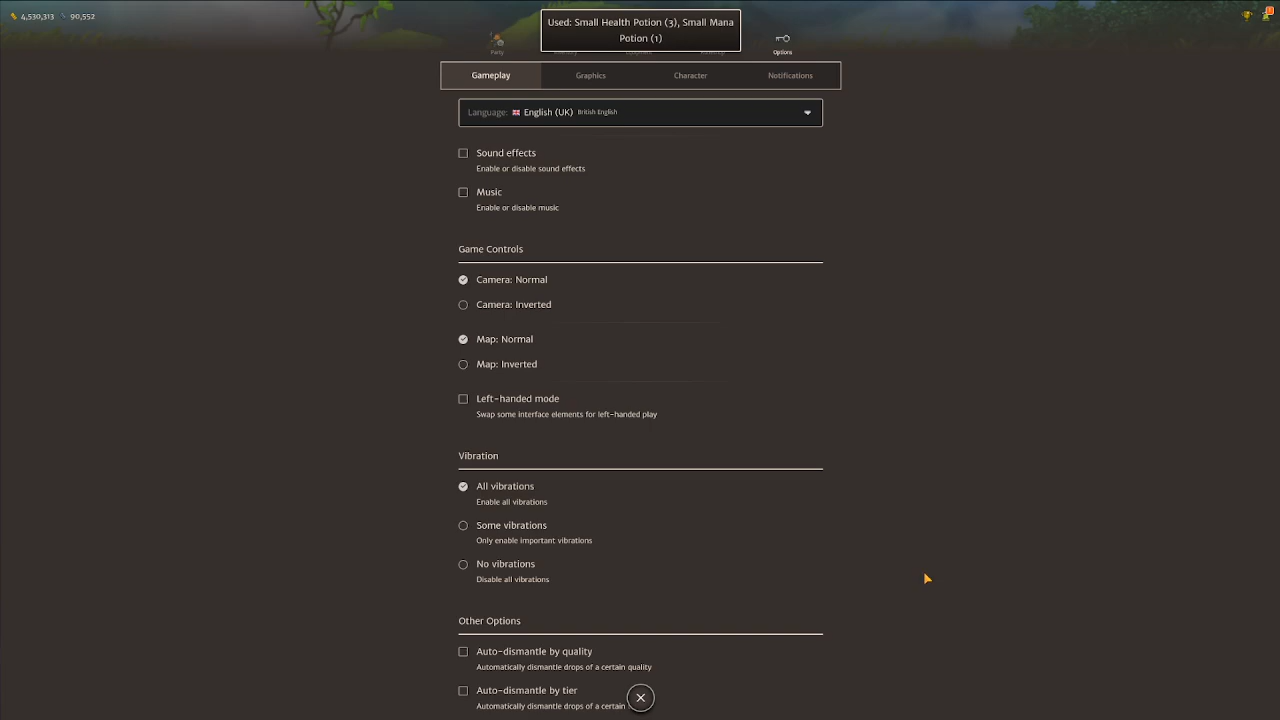 4,530,313 90,552
Used: Small Health Potion (3), Small Mana
Potion (1)
Party
Options
Gameplay Graphics Character Notifications
Language: English (UK) British English
Sound effects
Enable or disable sound effects
Music
Enable or disable music
Game Controls
Camera: Normal
Camera: Inverted
Map: Normal
Map: Inverted
Left-handed mode
Swap some interface elements for left-handed play
Vibration
All vibrations
Enable all vibrations
Some vibrations
Only enable important vibrations
No vibrations
Disable all vibrations
Other Options
Auto-dismantle by quality
Automatically dismantle drops of a certain quality
Auto-dismantle by tier
Automatically dismantle drops of a certain